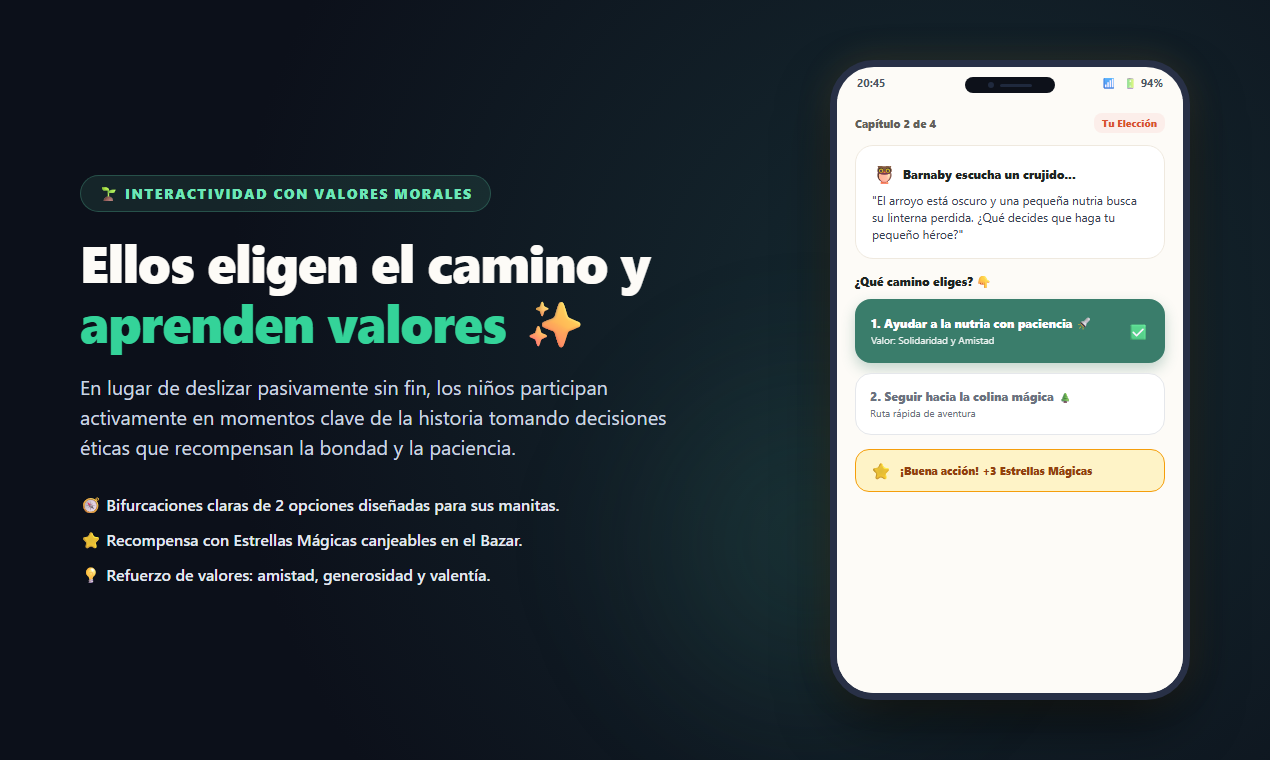 INTERACTIVIDAD CON VALORES MORALES
Ellos eligen el camino y
aprenden valores
En lugar de deslizar pasivamente sin fin, los niños participan
activamente en momentos clave de la historia tomando decisiones
éticas que recompensan la bondad y la paciencia.
Bifurcaciones claras de 2 opciones diseñadas para sus manitas.
Recompensa con Estrellas Mágicas canjeables en el Bazar.
Refuerzo de valores: amistad, generosidad y valentía.
20:45
94%
Capítulo 2 de 4
Tu Elección
Barnaby escucha un crujido...
"El arroyo está oscuro y una pequeña nutria busca
su linterna perdida. ¿Qué decides que haga tu
pequeño héroe?"
¿Qué camino eliges?
1. Ayudar a la nutria con paciencia
Valor: Solidaridad y Amistad
2. Seguir hacia la colina mágica
Ruta rápida de aventura
¡Buena acción! +3 Estrellas Mágicas